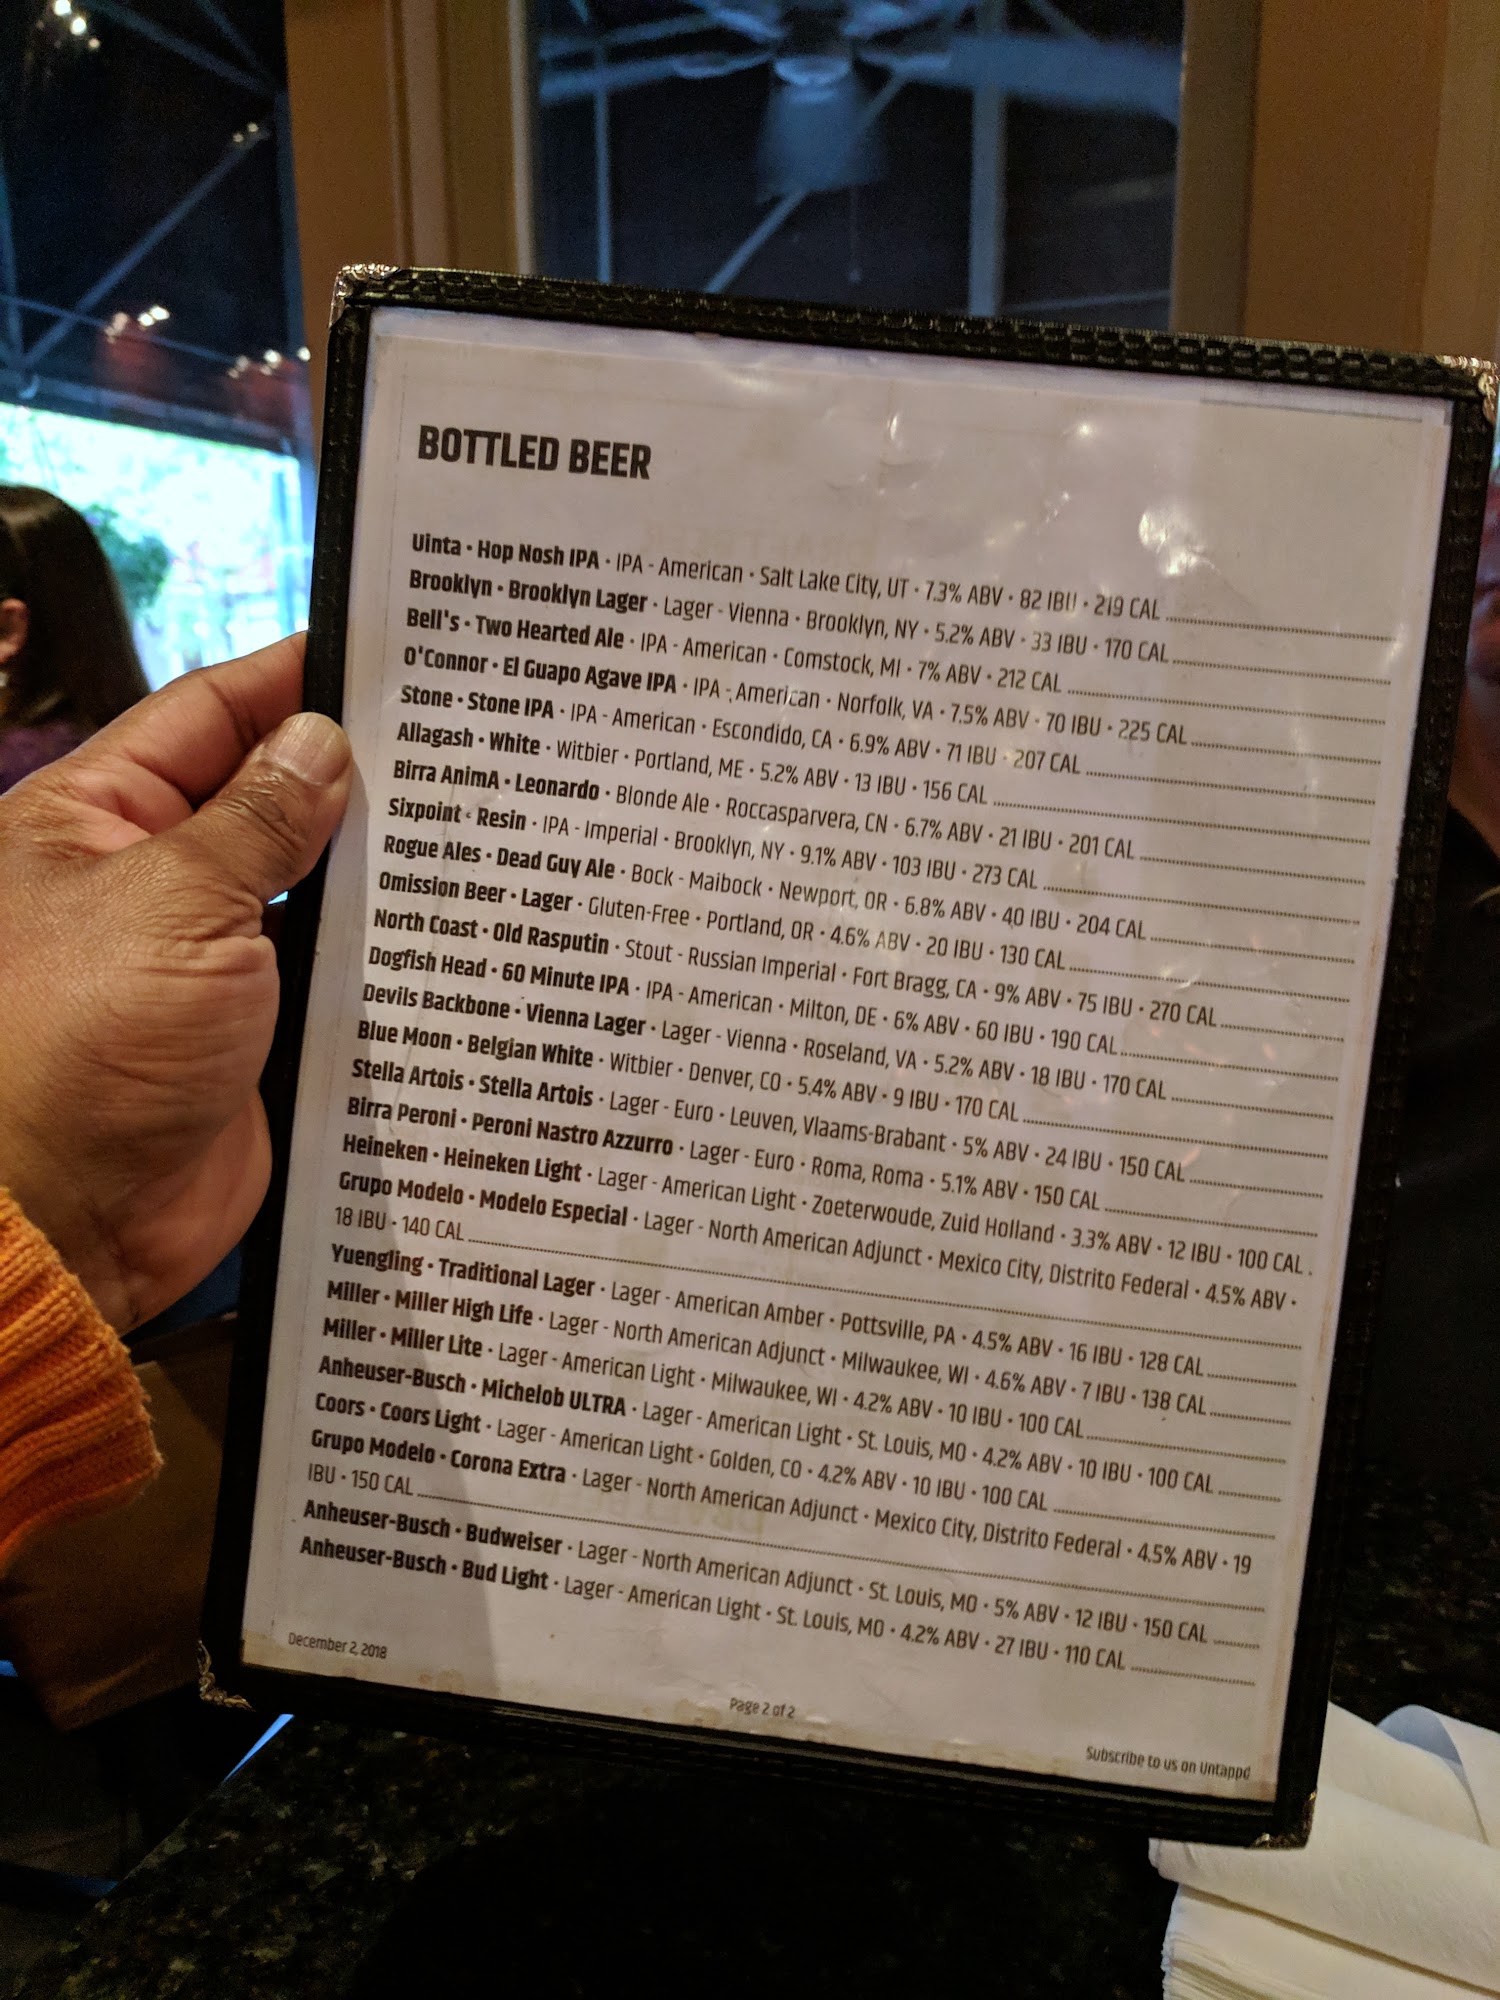 BOTTLED BEER
Uinta · Hop Nosh IPA · IPA - American · Salt Lake City, UT · 7.3% ABV · 82 IBU · 219 CAL
Brooklyn · Brooklyn Lager · Lager - Vienna · Brooklyn, NY · 5.2% ABV · 33 IBU · 170 CAL
Bell's · Two Hearted Ale · IPA - American · Comstock, MI · 7% ABV · 212 CAL
O'Connor · El Guapo Agave IPA · IPA - American · Norfolk, VA · 7.5% ABV · 70 IBU · 225 CAL
Stone · Stone IPA · IPA - American · Escondido, CA · 6.9% ABV · 71 IBU · 207 CAL
Allagash · White · Witbier · Portland, ME · 5.2% ABV · 13 IBU · 156 CAL
Birra AnimA · Leonardo · Blonde Ale · Roccasparvera, CN · 6.7% ABV · 21 IBU · 201 CAL
Sixpoint · Resin · IPA - Imperial · Brooklyn, NY · 9.1% ABV · 103 IBU · 273 CAL
Rogue Ales · Dead Guy Ale · Bock - Maibock · Newport, OR · 6.8% ABV · 40 IBU · 204 CAL
Omission Beer · Lager · Gluten-Free · Portland, OR · 4.6% ABV · 20 IBU · 130 CAL
North Coast · Old Rasputin · Stout - Russian Imperial · Fort Bragg, CA · 9% ABV · 75 IBU · 270 CAL
Dogfish Head · 60 Minute IPA · IPA - American · Milton, DE · 6% ABV · 60 IBU · 190 CAL
Devils Backbone · Vienna Lager · Lager - Vienna · Roseland, VA · 5.2% ABV · 18 IBU · 170 CAL
Blue Moon · Belgian White · Witbier · Denver, CO · 5.4% ABV · 9 IBU · 170 CAL
Stella Artois · Stella Artois · Lager - Euro · Leuven, Vlaams-Brabant · 5% ABV · 24 IBU · 150 CAL
Birra Peroni · Peroni Nastro Azzurro · Lager - Euro · Roma, Roma · 5.1% ABV · 150 CAL
Heineken · Heineken Light · Lager - American Light · Zoeterwoude, Zuid Holland · 3.3% ABV · 12 IBU · 100 CAL
Grupo Modelo · Modelo Especial · Lager - North American Adjunct · Mexico City, Distrito Federal · 4.5% ABV ·
18 IBU · 140 CAL
Yuengling · Traditional Lager · Lager - American Amber · Pottsville, PA · 4.5% ABV · 16 IBU · 128 CAL
Miller · Miller High Life · Lager - North American Adjunct · Milwaukee, WI · 4.6% ABV · 7 IBU · 138 CAL
Miller · Miller Lite · Lager - American Light · Milwaukee, WI · 4.2% ABV · 10 IBU · 100 CAL
Anheuser-Busch · Michelob ULTRA · Lager - American Light · St. Louis, MO · 4.2% ABV · 10 IBU · 100 CAL
Coors · Coors Light · Lager - American Light · Golden, CO · 4.2% ABV · 10 IBU · 100 CAL
Grupo Modelo · Corona Extra · Lager - North American Adjunct · Mexico City, Distrito Federal · 4.5% ABV · 19
IBU · 150 CAL
Anheuser-Busch · Budweiser · Lager - North American Adjunct · St. Louis, MO · 5% ABV · 12 IBU · 150 CAL
Anheuser-Busch · Bud Light · Lager - American Light · St. Louis, MO · 4.2% ABV · 27 IBU · 110 CAL
December 2, 2018
Page 2 of 2
Subscribe to us on Untappd